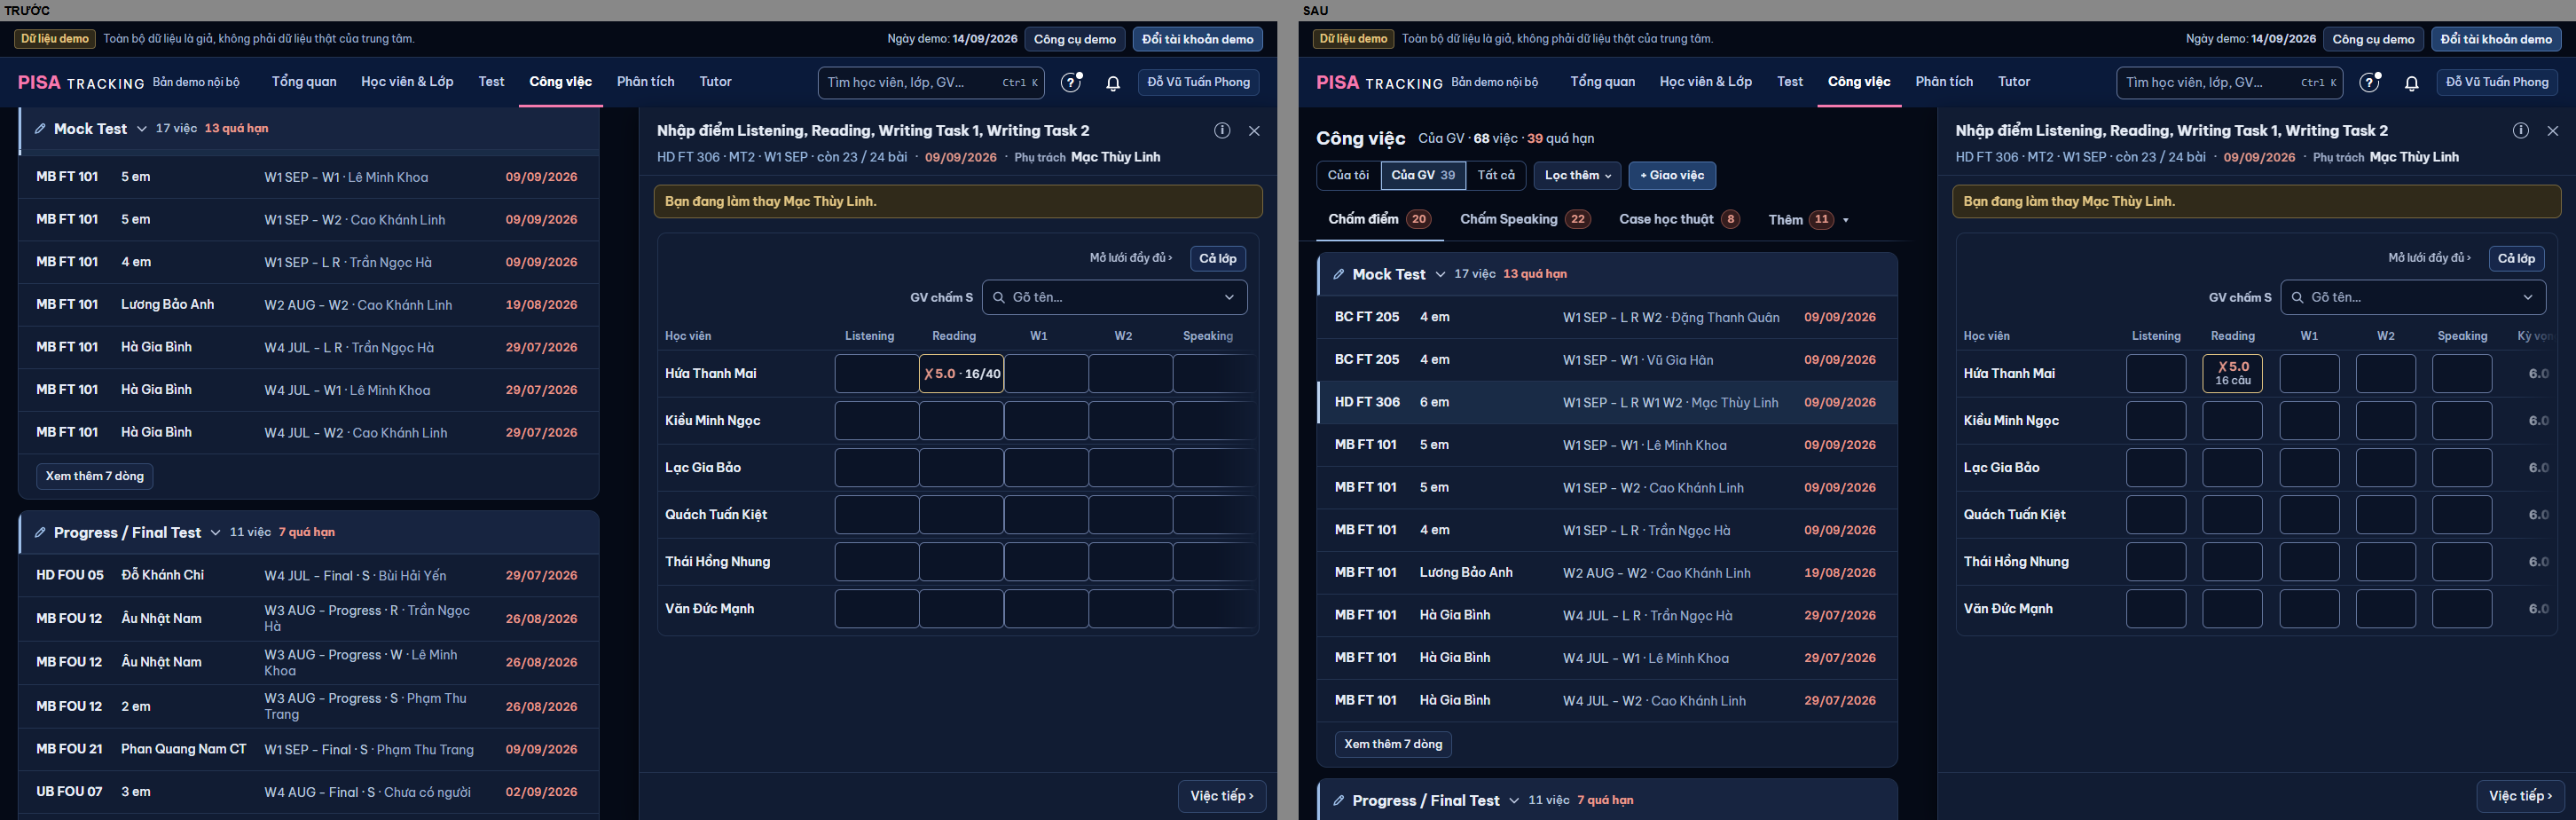 TRƯỚC
Dữ liệu demo Toàn bộ dữ liệu là giả, không phải dữ liệu thật của trung tâm. Ngày demo: 14/09/2026 Công cụ demo Đổi tài khoản demo
PISA TRACKING Bản demo nội bộ Tổng quan Học viên & Lớp Test Công việc Phân tích Tutor Tìm học viên, lớp, GV... Ctrl K ? Đỗ Vũ Tuấn Phong
Mock Test 17 việc 13 quá hạn
MB FT 101 5 em W1 SEP - W1 · Lê Minh Khoa 09/09/2026
MB FT 101 5 em W1 SEP - W2 · Cao Khánh Linh 09/09/2026
MB FT 101 4 em W1 SEP - L R · Trần Ngọc Hà 09/09/2026
MB FT 101 Lương Bảo Anh W2 AUG - W2 · Cao Khánh Linh 19/08/2026
MB FT 101 Hà Gia Bình W4 JUL - L R · Trần Ngọc Hà 29/07/2026
MB FT 101 Hà Gia Bình W4 JUL - W1 · Lê Minh Khoa 29/07/2026
MB FT 101 Hà Gia Bình W4 JUL - W2 · Cao Khánh Linh 29/07/2026
Xem thêm 7 dòng
Progress / Final Test 11 việc 7 quá hạn
HD FOU 05 Đỗ Khánh Chi W4 JUL - Final · S · Bùi Hải Yến 29/07/2026
MB FOU 12 Âu Nhật Nam W3 AUG - Progress · R · Trần Ngọc Hà 26/08/2026
MB FOU 12 Âu Nhật Nam W3 AUG - Progress · W · Lê Minh Khoa 26/08/2026
MB FOU 12 2 em W3 AUG - Progress · S · Phạm Thu Trang 26/08/2026
MB FOU 21 Phan Quang Nam CT W1 SEP - Final · S · Phạm Thu Trang 09/09/2026
UB FOU 07 3 em W4 AUG - Final · S · Chưa có người 02/09/2026
Nhập điểm Listening, Reading, Writing Task 1, Writing Task 2
HD FT 306 · MT2 · W1 SEP · còn 23 / 24 bài · 09/09/2026 · Phụ trách Mạc Thùy Linh
Bạn đang làm thay Mạc Thùy Linh.
Mở lưới đầy đủ › Cả lớp
GV chấm S Gõ tên...
Học viên Listening Reading W1 W2 Speaking
Hứa Thanh Mai ✗ 5.0 · 16/40
Kiều Minh Ngọc
Lạc Gia Bảo
Quách Tuấn Kiệt
Thái Hồng Nhung
Văn Đức Mạnh
Việc tiếp ›
SAU
Dữ liệu demo Toàn bộ dữ liệu là giả, không phải dữ liệu thật của trung tâm. Ngày demo: 14/09/2026 Công cụ demo Đổi tài khoản demo
PISA TRACKING Bản demo nội bộ Tổng quan Học viên & Lớp Test Công việc Phân tích Tutor Tìm học viên, lớp, GV... Ctrl K ? Đỗ Vũ Tuấn Phong
Công việc Của GV · 68 việc · 39 quá hạn
Của tôi Của GV 39 Tất cả Lọc thêm + Giao việc
Chấm điểm 20 Chấm Speaking 22 Case học thuật 8 Thêm 11
Mock Test 17 việc 13 quá hạn
BC FT 205 4 em W1 SEP - L R W2 · Đặng Thanh Quân 09/09/2026
BC FT 205 4 em W1 SEP - W1 · Vũ Gia Hân 09/09/2026
HD FT 306 6 em W1 SEP - L R W1 W2 · Mạc Thùy Linh 09/09/2026
MB FT 101 5 em W1 SEP - W1 · Lê Minh Khoa 09/09/2026
MB FT 101 5 em W1 SEP - W2 · Cao Khánh Linh 09/09/2026
MB FT 101 4 em W1 SEP - L R · Trần Ngọc Hà 09/09/2026
MB FT 101 Lương Bảo Anh W2 AUG - W2 · Cao Khánh Linh 19/08/2026
MB FT 101 Hà Gia Bình W4 JUL - L R · Trần Ngọc Hà 29/07/2026
MB FT 101 Hà Gia Bình W4 JUL - W1 · Lê Minh Khoa 29/07/2026
MB FT 101 Hà Gia Bình W4 JUL - W2 · Cao Khánh Linh 29/07/2026
Xem thêm 7 dòng
Progress / Final Test 11 việc 7 quá hạn
Nhập điểm Listening, Reading, Writing Task 1, Writing Task 2
HD FT 306 · MT2 · W1 SEP · còn 23 / 24 bài · 09/09/2026 · Phụ trách Mạc Thùy Linh
Bạn đang làm thay Mạc Thùy Linh.
Mở lưới đầy đủ › Cả lớp
GV chấm S Gõ tên...
Học viên Listening Reading W1 W2 Speaking Kỳ
Hứa Thanh Mai ✗ 5.0 16 câu 6.0
Kiều Minh Ngọc 6.0
Lạc Gia Bảo 6.0
Quách Tuấn Kiệt 6.0
Thái Hồng Nhung 6.0
Văn Đức Mạnh 6.0
Việc tiếp ›